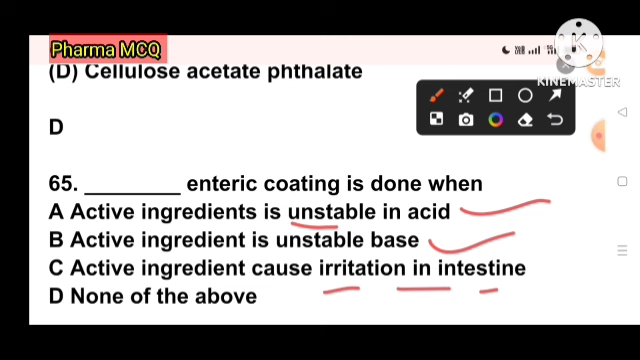 Pharma MCQ
KINEMASTER
(D) Cellulose acetate phthalate
D
65. ________ enteric coating is done when
A Active ingredients is unstable in acid
B Active ingredient is unstable base
C Active ingredient cause irritation in intestine
D None of the above